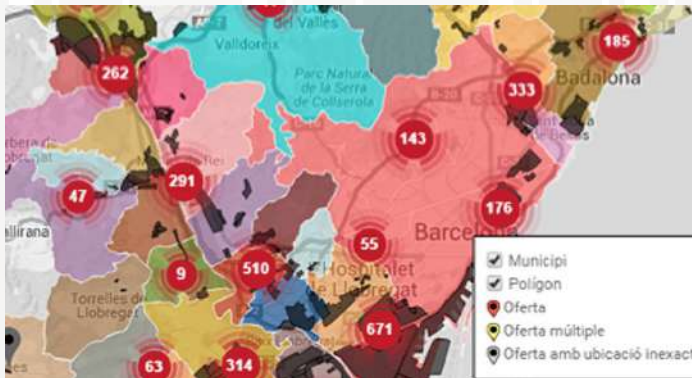 del Vallès
Valldoreix
185
262
Badalona
333
Parc Natural
de la Serra
de Collserola
143
291
47
176
Barcelona
55
510
9
Hospitalet
de Llobregat
Torrelles de
Llobregat
671
63
314
Municipi
Polígon
Oferta
Oferta múltiple
Oferta amb ubicació inexact